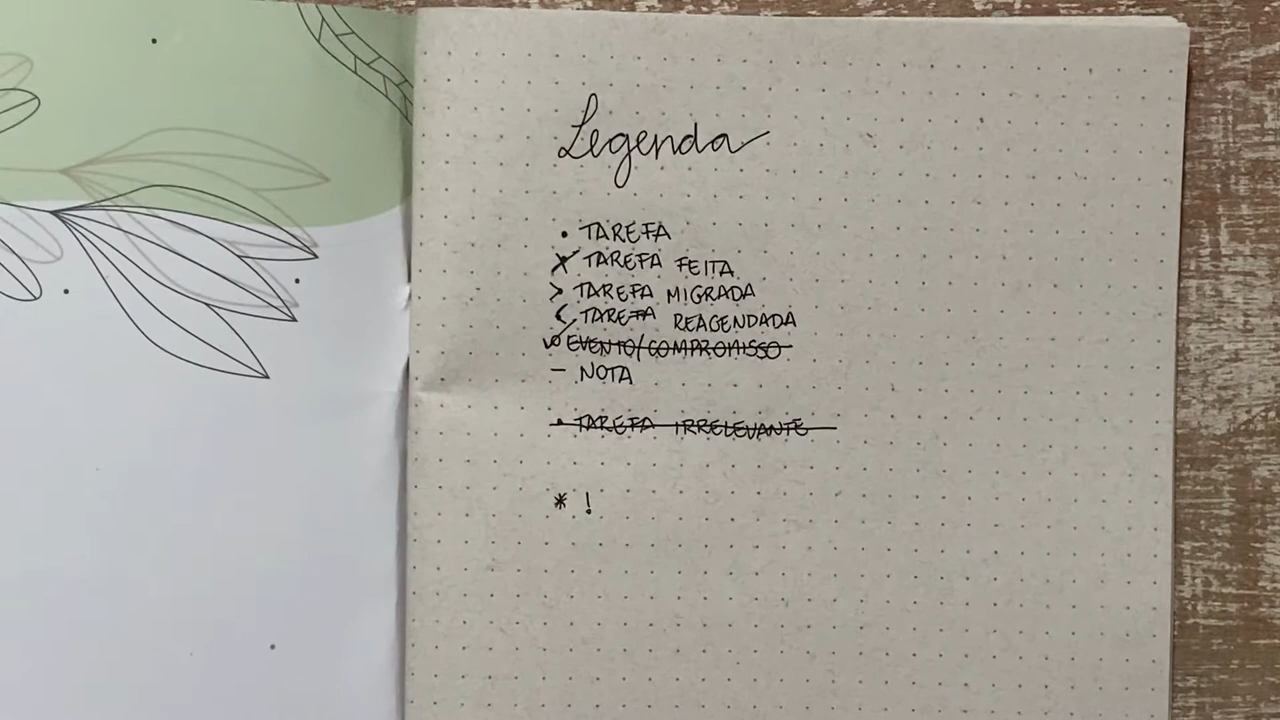 Legenda
• TAREFA
X TAREFA FEITA
> TAREFA MIGRADA
< TAREFA REAGENDADA
○ EVENTO/COMPROMISSO
– NOTA
• TAREFA IRRELEVANTE
* !